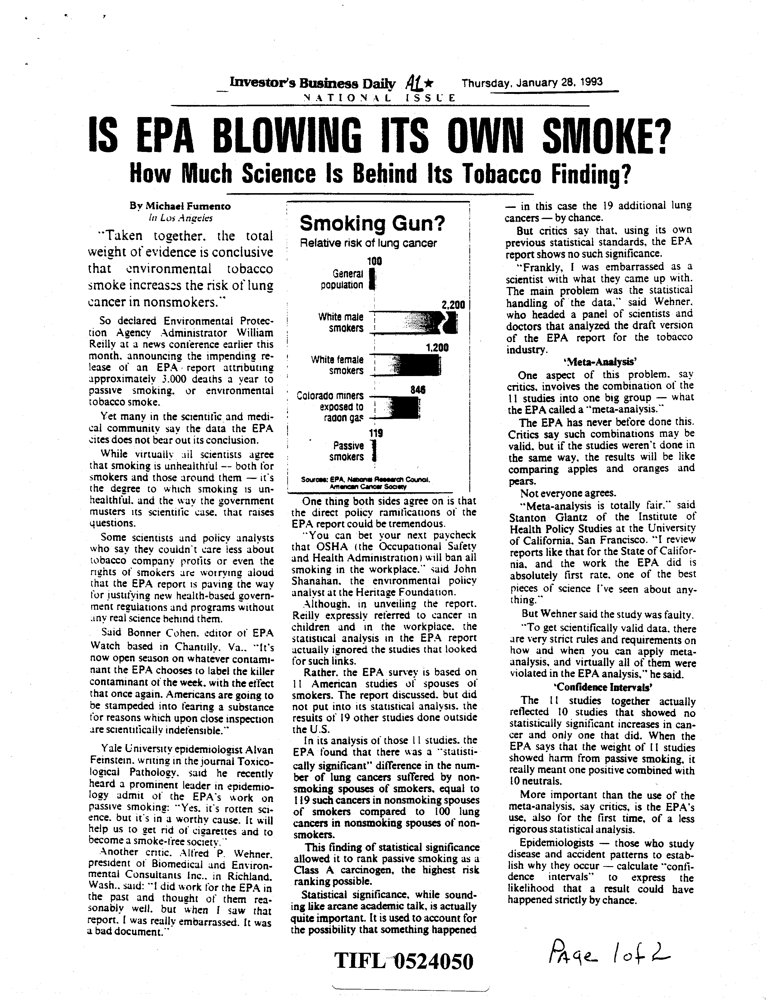 Investor's Business Daily A1★ Thursday, January 28, 1993
NATIONAL ISSUE
IS EPA BLOWING ITS OWN SMOKE?
How Much Science Is Behind Its Tobacco Finding?
By Michael Fumento
In Los Angeles
"Taken together, the total
weight of evidence is conclusive
that environmental tobacco
smoke increases the risk of lung
cancer in nonsmokers."
So declared Environmental Protec-
tion Agency Administrator William
Reilly at a news conference earlier this
month, announcing the impending re-
lease of an EPA report attributing
approximately 3,000 deaths a year to
passive smoking, or environmental
tobacco smoke.
Yet many in the scientific and medi-
cal community say the data the EPA
cites does not bear out its conclusion.
While virtually all scientists agree
that smoking is unhealthful -- both for
smokers and those around them — it's
the degree to which smoking is un-
healthful, and the way the government
musters its scientific case, that raises
questions.
Some scientists and policy analysts
who say they couldn't care less about
tobacco company profits or even the
rights of smokers are worrying aloud
that the EPA report is paving the way
for justifying new health-based govern-
ment regulations and programs without
any real science behind them.
Said Bonner Cohen, editor of EPA
Watch based in Chantilly, Va., "It's
now open season on whatever contami-
nant the EPA chooses to label the killer
contaminant of the week, with the effect
that once again, Americans are going to
be stampeded into fearing a substance
for reasons which upon close inspection
are scientifically indefensible."
Yale University epidemiologist Alvan
Feinstein, writing in the journal Toxico-
logical Pathology, said he recently
heard a prominent leader in epidemio-
logy admit of the EPA's work on
passive smoking: "Yes, it's rotten sci-
ence, but it's in a worthy cause. It will
help us to get rid of cigarettes and to
become a smoke-free society."
Another critic, Alfred P. Wehner,
president of Biomedical and Environ-
mental Consultants Inc., in Richland,
Wash., said: "I did work for the EPA in
the past and thought of them rea-
sonably well, but when I saw that
report, I was really embarrassed. It was
a bad document."
Smoking Gun?
Relative risk of lung cancer
100
General
population
2,200
White male
smokers
1,200
White female
smokers
846
Colorado miners
exposed to
radon gas
119
Passive
smokers
Sources: EPA, National Research Council,
American Cancer Society
One thing both sides agree on is that
the direct policy ramifications of the
EPA report could be tremendous.
"You can bet your next paycheck
that OSHA (the Occupational Safety
and Health Administration) will ban all
smoking in the workplace," said John
Shanahan, the environmental policy
analyst at the Heritage Foundation.
Although, in unveiling the report,
Reilly expressly referred to cancer in
children and in the workplace, the
statistical analysis in the EPA report
actually ignored the studies that looked
for such links.
Rather, the EPA survey is based on
11 American studies of spouses of
smokers. The report discussed, but did
not put into its statistical analysis, the
results of 19 other studies done outside
the U.S.
In its analysis of those 11 studies, the
EPA found that there was a "statisti-
cally significant" difference in the num-
ber of lung cancers suffered by non-
smoking spouses of smokers, equal to
119 such cancers in nonsmoking spouses
of smokers compared to 100 lung
cancers in nonsmoking spouses of non-
smokers.
This finding of statistical significance
allowed it to rank passive smoking as a
Class A carcinogen, the highest risk
ranking possible.
Statistical significance, while sound-
ing like arcane academic talk, is actually
quite important. It is used to account for
the possibility that something happened
— in this case the 19 additional lung
cancers — by chance.
But critics say that, using its own
previous statistical standards, the EPA
report shows no such significance.
"Frankly, I was embarrassed as a
scientist with what they came up with.
The main problem was the statistical
handling of the data," said Wehner,
who headed a panel of scientists and
doctors that analyzed the draft version
of the EPA report for the tobacco
industry.
'Meta-Analysis'
One aspect of this problem, say
critics, involves the combination of the
11 studies into one big group — what
the EPA called a "meta-analysis."
The EPA has never before done this.
Critics say such combinations may be
valid, but if the studies weren't done in
the same way, the results will be like
comparing apples and oranges and
pears.
Not everyone agrees.
"Meta-analysis is totally fair," said
Stanton Glantz of the Institute of
Health Policy Studies at the University
of California, San Francisco. "I review
reports like that for the State of Califor-
nia, and the work the EPA did is
absolutely first rate, one of the best
pieces of science I've seen about any-
thing."
But Wehner said the study was faulty.
"To get scientifically valid data, there
are very strict rules and requirements on
how and when you can apply meta-
analysis, and virtually all of them were
violated in the EPA analysis," he said.
'Confidence Intervals'
The 11 studies together actually
reflected 10 studies that showed no
statistically significant increases in can-
cer and only one that did. When the
EPA says that the weight of 11 studies
showed harm from passive smoking, it
really meant one positive combined with
10 neutrals.
More important than the use of the
meta-analysis, say critics, is the EPA's
use, also for the first time, of a less
rigorous statistical analysis.
Epidemiologists — those who study
disease and accident patterns to estab-
lish why they occur — calculate "confi-
dence intervals" to express the
likelihood that a result could have
happened strictly by chance.
TIFL 0524050
PAge 1 of 2